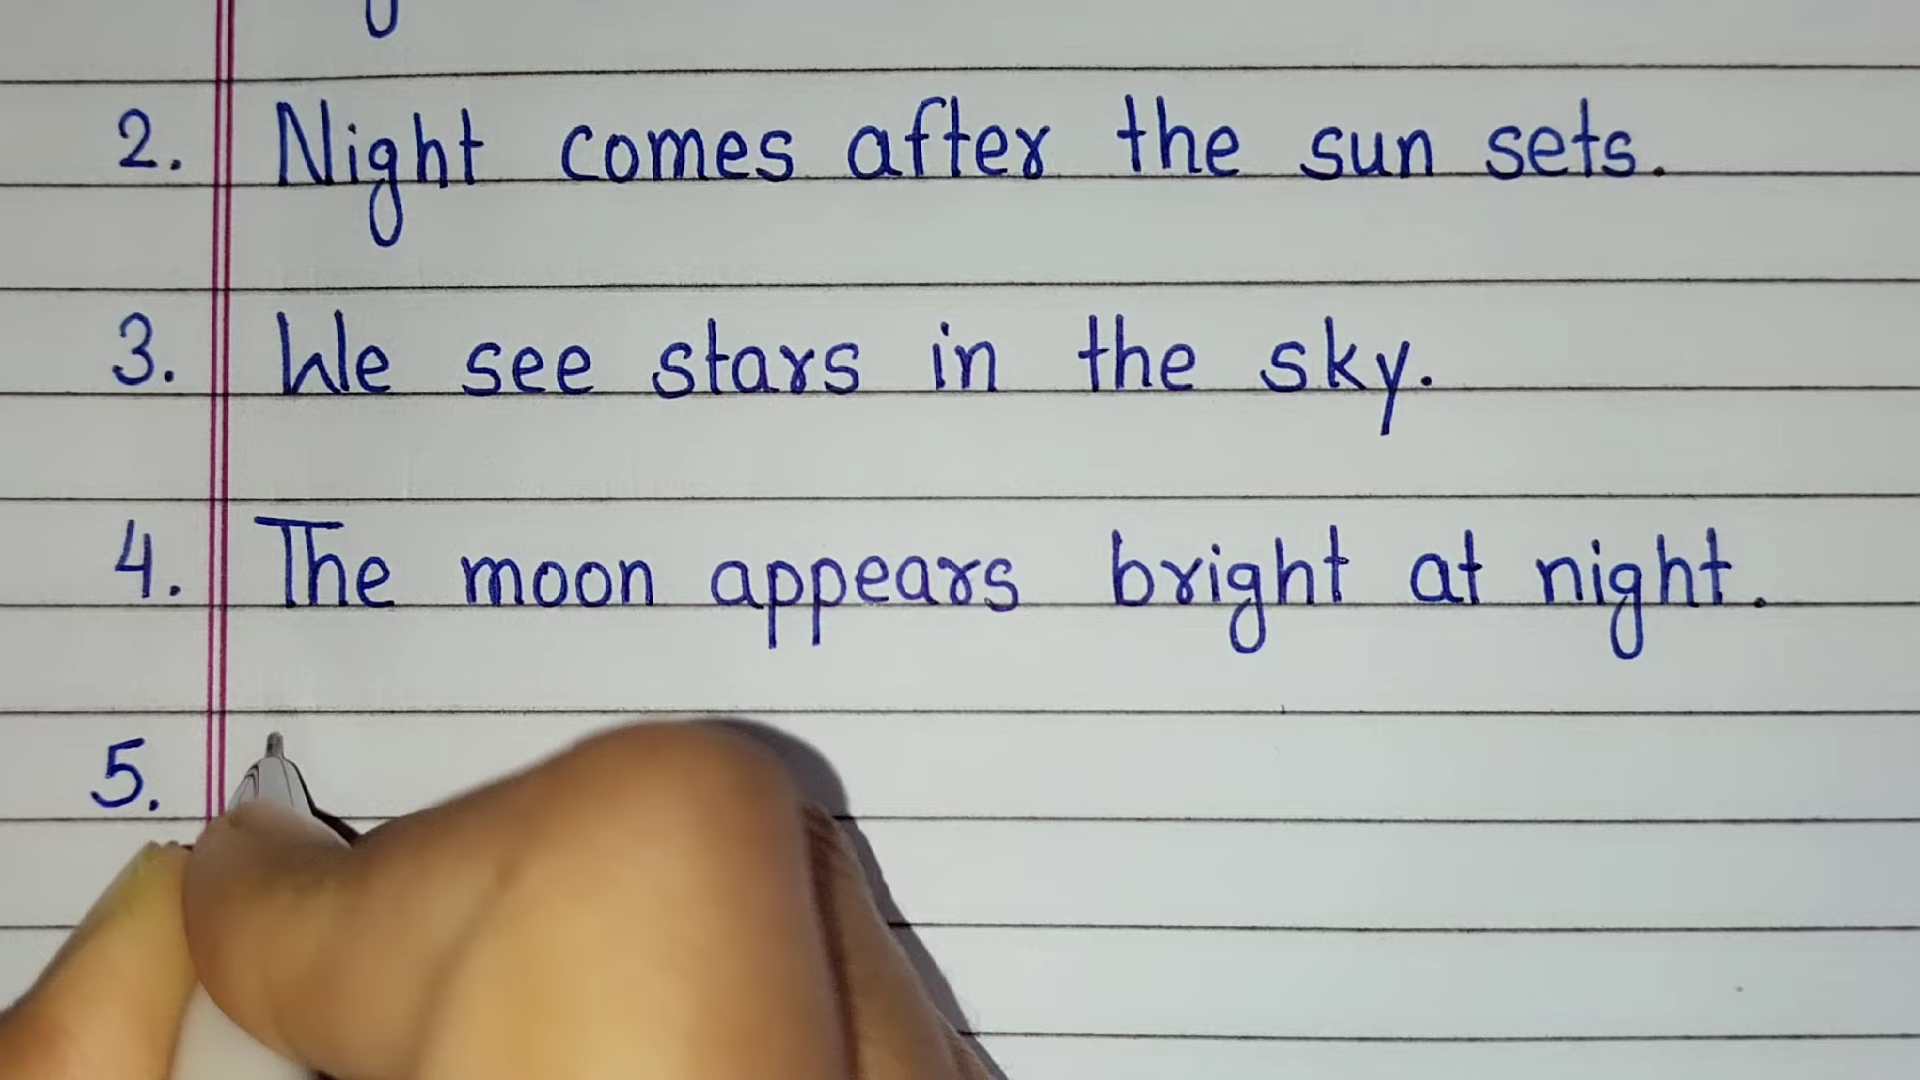 2. Night comes after the sun sets.
3. We see stars in the sky.
4. The moon appears bright at night.
5.